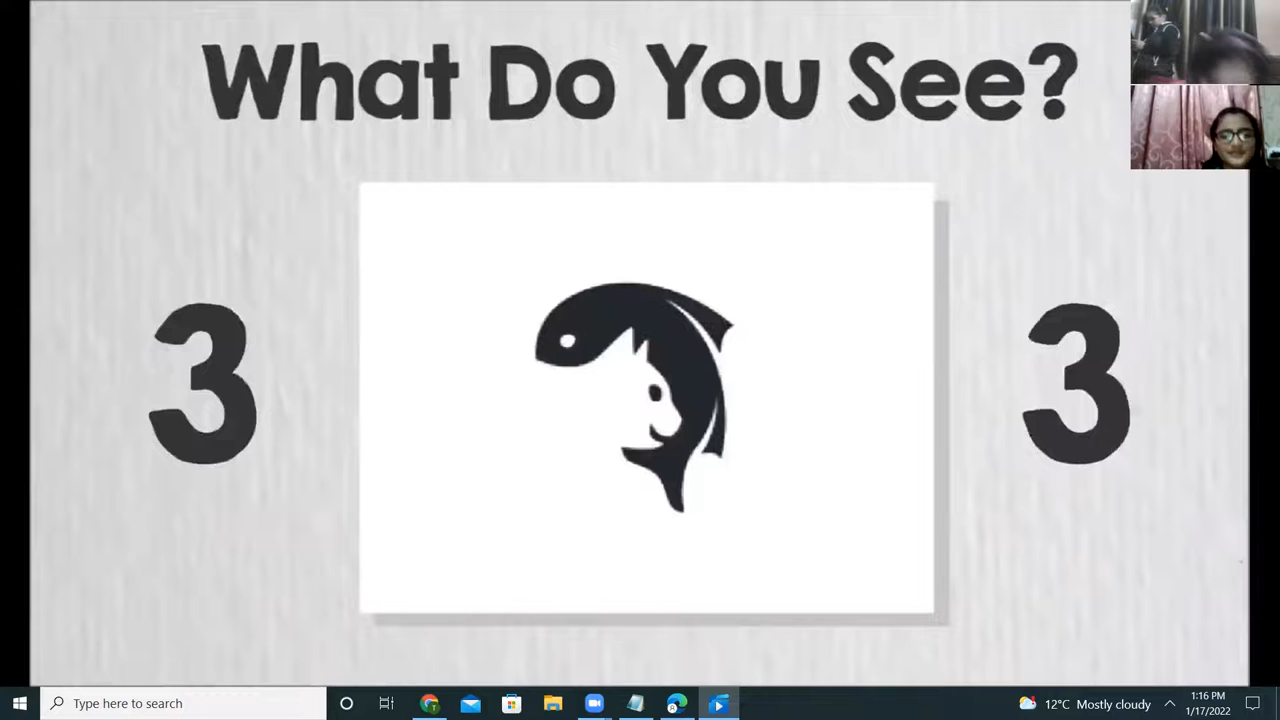 What Do You See?
3 3
Type here to search
12°C Mostly cloudy
1:16 PM
1/17/2022